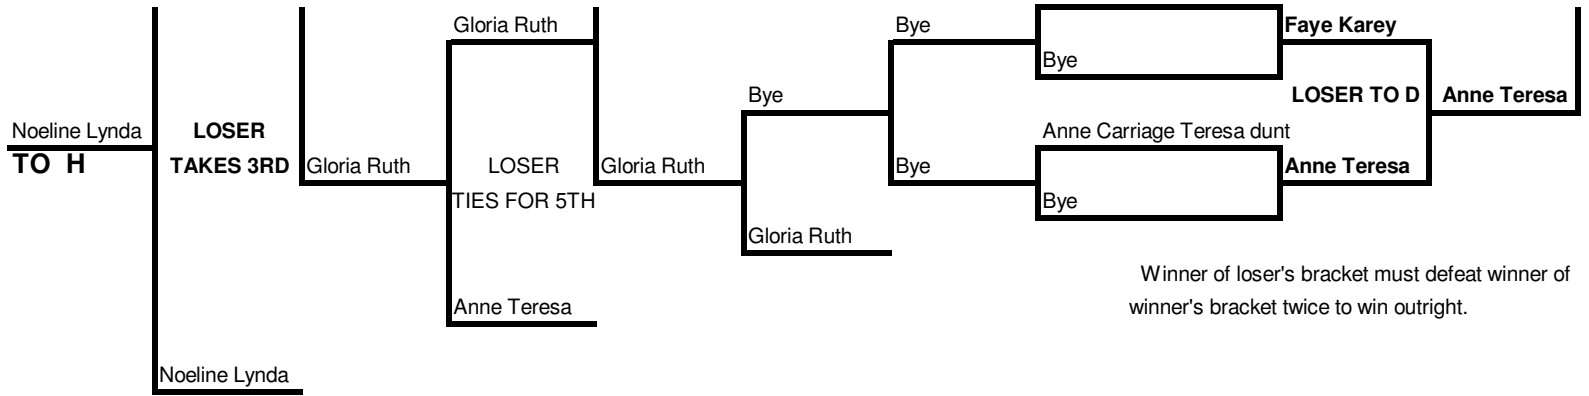 Gloria Ruth Bye Faye Karey
Bye
Bye LOSER TO D Anne Teresa
Noeline Lynda LOSER Anne Carriage Teresa dunt
TO H TAKES 3RD Gloria Ruth LOSER Gloria Ruth Bye Anne Teresa
TIES FOR 5TH Bye
Gloria Ruth
Winner of loser's bracket must defeat winner of
Anne Teresa winner's bracket twice to win outright.
Noeline Lynda